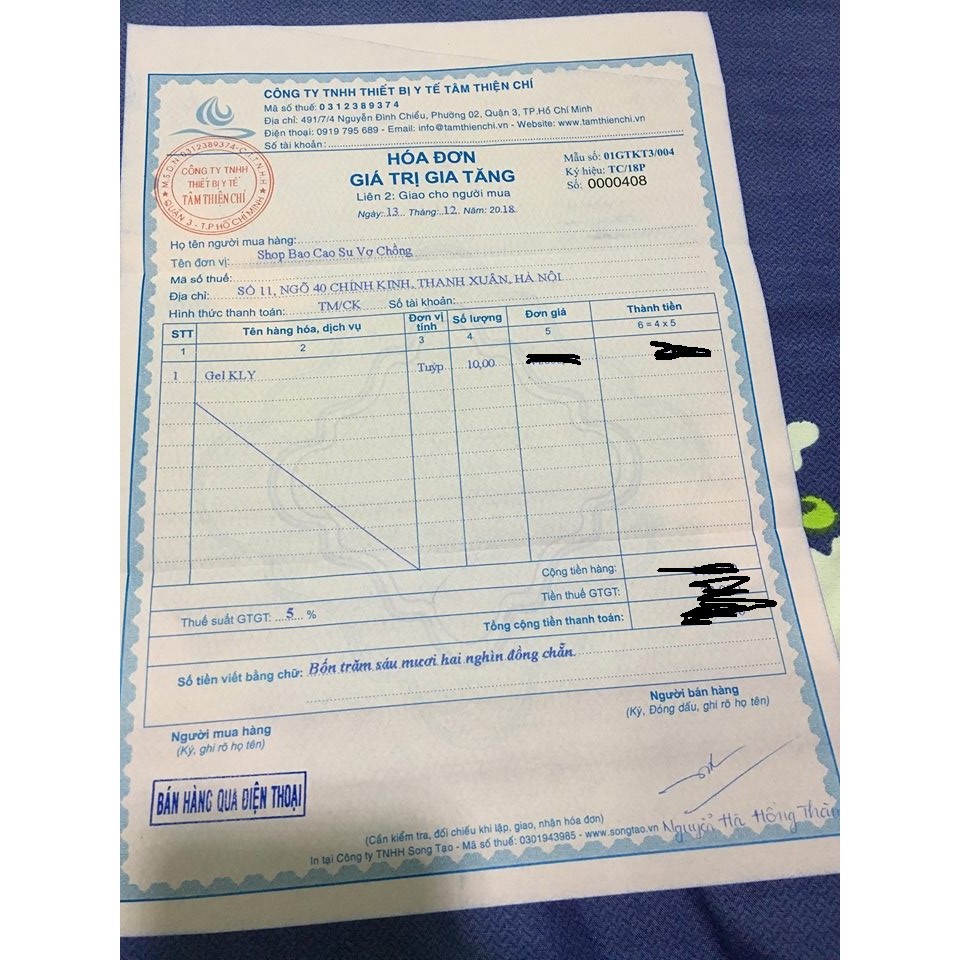 CÔNG TY TNHH THIẾT BỊ Y TẾ TÂM THIỆN CHÍ
Mã số thuế: 0312389374
Địa chỉ: 491/7/4 Nguyễn Đình Chiểu, Phường 02, Quận 3, TP.Hồ Chí Minh
Điện thoại: 0919 795 689 - Email: info@tamthienchi.vn - Website: www.tamthienchi.vn
Số tài khoản:
M.S.D.N: 0312389374-C.T.T.N.H.H
CÔNG TY TNHH
THIẾT BỊ Y TẾ
TÂM THIỆN CHÍ
QUẬN 3 - T.P HỒ CHÍ MINH
HÓA ĐƠN
GIÁ TRỊ GIA TĂNG
Liên 2: Giao cho người mua
Ngày: 13 Tháng: 12 Năm: 2018
Mẫu số: 01GTKT3/004
Ký hiệu: TC/18P
Số: 0000408
Họ tên người mua hàng:
Tên đơn vị: Shop Bao Cao Su Vợ Chồng
Mã số thuế:
Địa chỉ: SỐ 11, NGÕ 40 CHÍNH KINH, THANH XUÂN, HÀ NỘI
Hình thức thanh toán: TM/CK Số tài khoản:
STT Tên hàng hóa, dịch vụ Đơn vị tính Số lượng Đơn giá Thành tiền
1 2 3 4 5 6 = 4 x 5
1 Gel KLY Tuýp 10,00
Cộng tiền hàng:
Thuế suất GTGT: 5 % Tiền thuế GTGT:
Tổng cộng tiền thanh toán:
Số tiền viết bằng chữ: Bốn trăm sáu mươi hai nghìn đồng chẵn.
Người mua hàng
(Ký, ghi rõ họ tên)
Người bán hàng
(Ký, Đóng dấu, ghi rõ họ tên)
BÁN HÀNG QUA ĐIỆN THOẠI
Nguyễn Hà Hồng
(Cần kiểm tra, đối chiếu khi lập, giao, nhận hóa đơn)
In tại Công ty TNHH Song Tạo - Mã số thuế: 0301943985 - www.songtao.vn